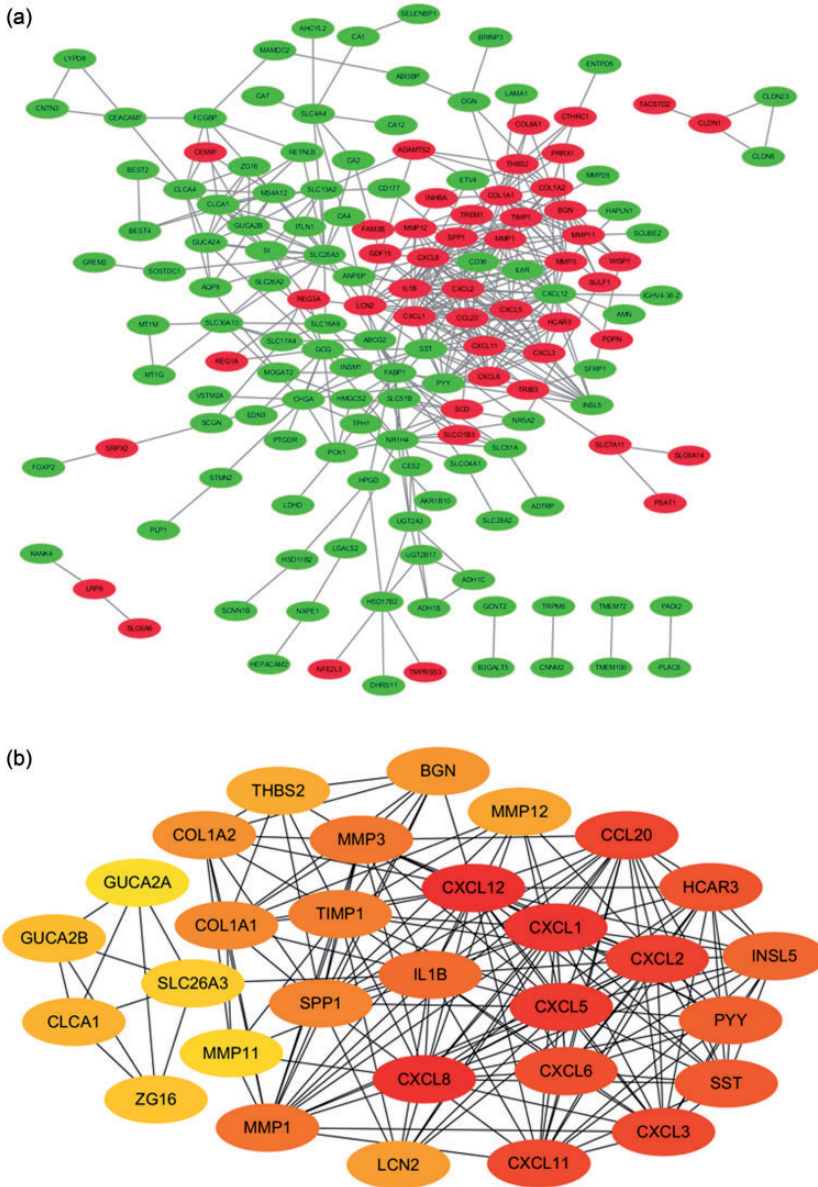 (a)
AHCYL2
SELENBP1
CA1
LYPD8
MAMDC2
BRINP3
ABI3BP
ENTPD5
CNTN3
CA7
OGN
LAMA1
TACSTD2
CLDN23
CEACAM7
FCGBP
SLC4A4
COL8A1
CTHRC1
CLDN1
CA12
CEMIP
RETNLB
ADAMTS2
THBS2
PRRX1
CLDN8
BEST2
ZG16
CA2
CLCA4
MS4A12
SLC13A2
CD177
ETV4
COL1A1
COL1A2
MMP28
CLCA1
INHBA
TREM1
TIMP1
BGN
HAPLN1
BEST4
GUCA2B
ITLN1
CA4
FAM3B
MMP12
SPP1
MMP1
MMP11
SCUBE2
GUCA2A
SI
SLC26A3
GDF15
CXCL8
CD36
IL6R
MMP3
WISP1
GREM2
SOSTDC1
ANPEP
SULF1
AQP8
SLC26A2
IL1B
CXCL2
CXCL12
IGHV4-38-2
REG3A
LCN2
CXCL5
AMN
MT1M
SLC30A10
SLC16A9
CXCL1
CCL20
HCAR3
PDPN
SLC17A4
ABCG2
CXCL11
CXCL3
SFRP1
MT1G
REG1A
GCG
SST
MOGAT2
INSM1
FABP1
CXCL6
PYY
TRIB3
VSTM2A
CHGA
HMGCS2
SLC51B
INSL5
SCGN
EDN3
TPH1
SCD
NR5A2
SRPX2
PTGDR
NR1H4
SLCO1B3
SLC7A11
SLC6A14
FOXP2
STMN2
PCK1
CES2
SLCO4A1
SLC51A
HPGD
AKR1B10
PSAT1
PLP1
LDHD
UGT2A3
SLC28A2
ADTRP
KANK4
LGALS2
UGT2B17
HSD11B2
ADH1C
LRP8
SCNN1B
NXPE1
HSD17B2
ADH1B
GCNT2
TRPM6
TMEM72
PADI2
SLC6A6
HEPACAM2
NFE2L3
DHRS11
TMPRSS3
B3GALT5
CNNM2
TMEM100
PLAC8
(b)
BGN
THBS2
MMP12
COL1A2
MMP3
CCL20
GUCA2A
CXCL12
HCAR3
COL1A1
TIMP1
CXCL1
GUCA2B
CXCL2
INSL5
SLC26A3
IL1B
CLCA1
SPP1
CXCL5
PYY
MMP11
CXCL8
CXCL6
SST
ZG16
MMP1
CXCL3
LCN2
CXCL11